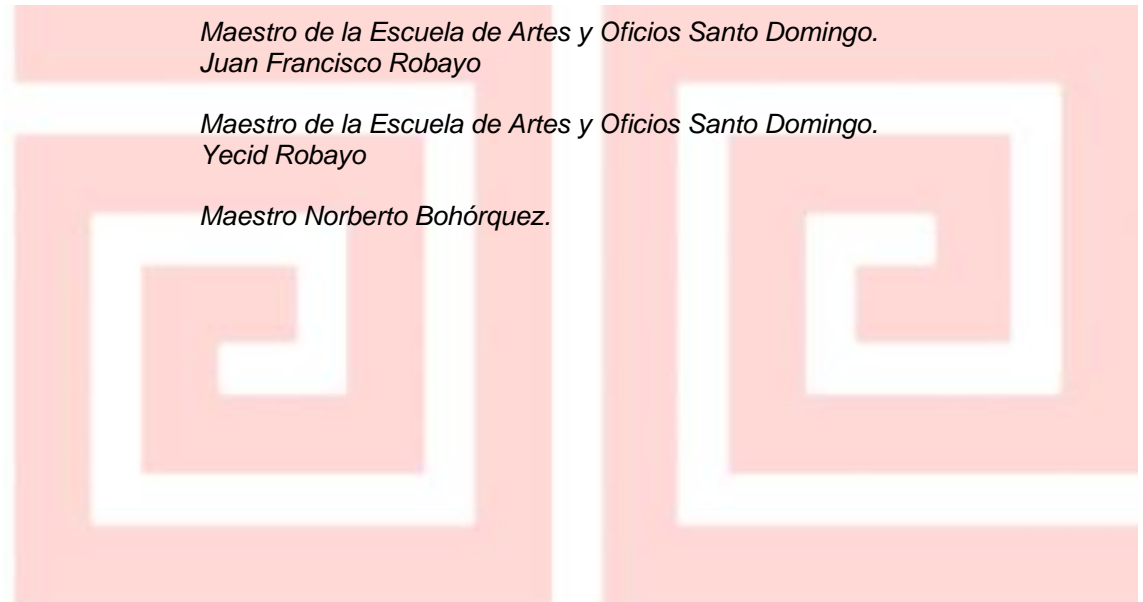 Maestro de la Escuela de Artes y Oficios Santo Domingo.
Juan Francisco Robayo
Maestro de la Escuela de Artes y Oficios Santo Domingo.
Yecid Robayo
Maestro Norberto Bohórquez.